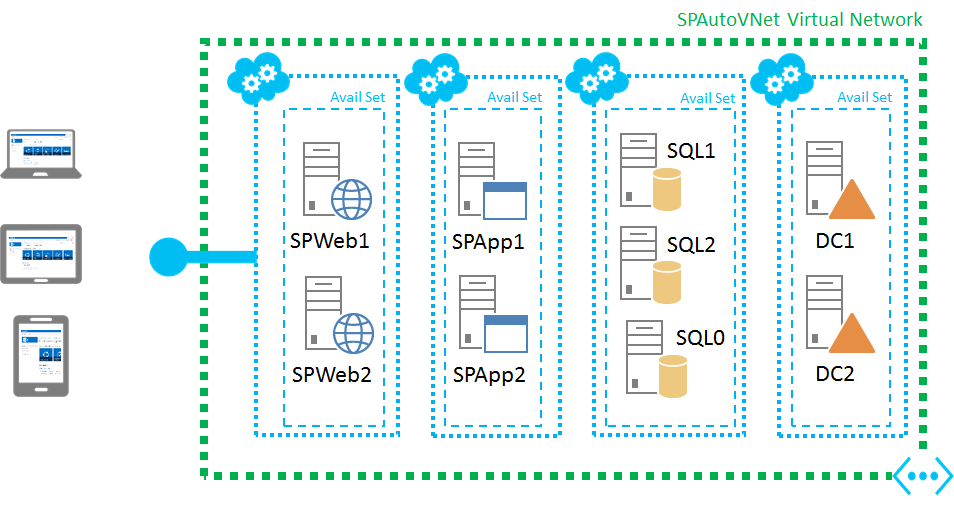 SPAutoVNet Virtual Network
Avail Set
Avail Set
Avail Set
Avail Set
SPWeb1
SPApp1
SQL1
DC1
SQL2
SPWeb2
SPApp2
SQL0
DC2